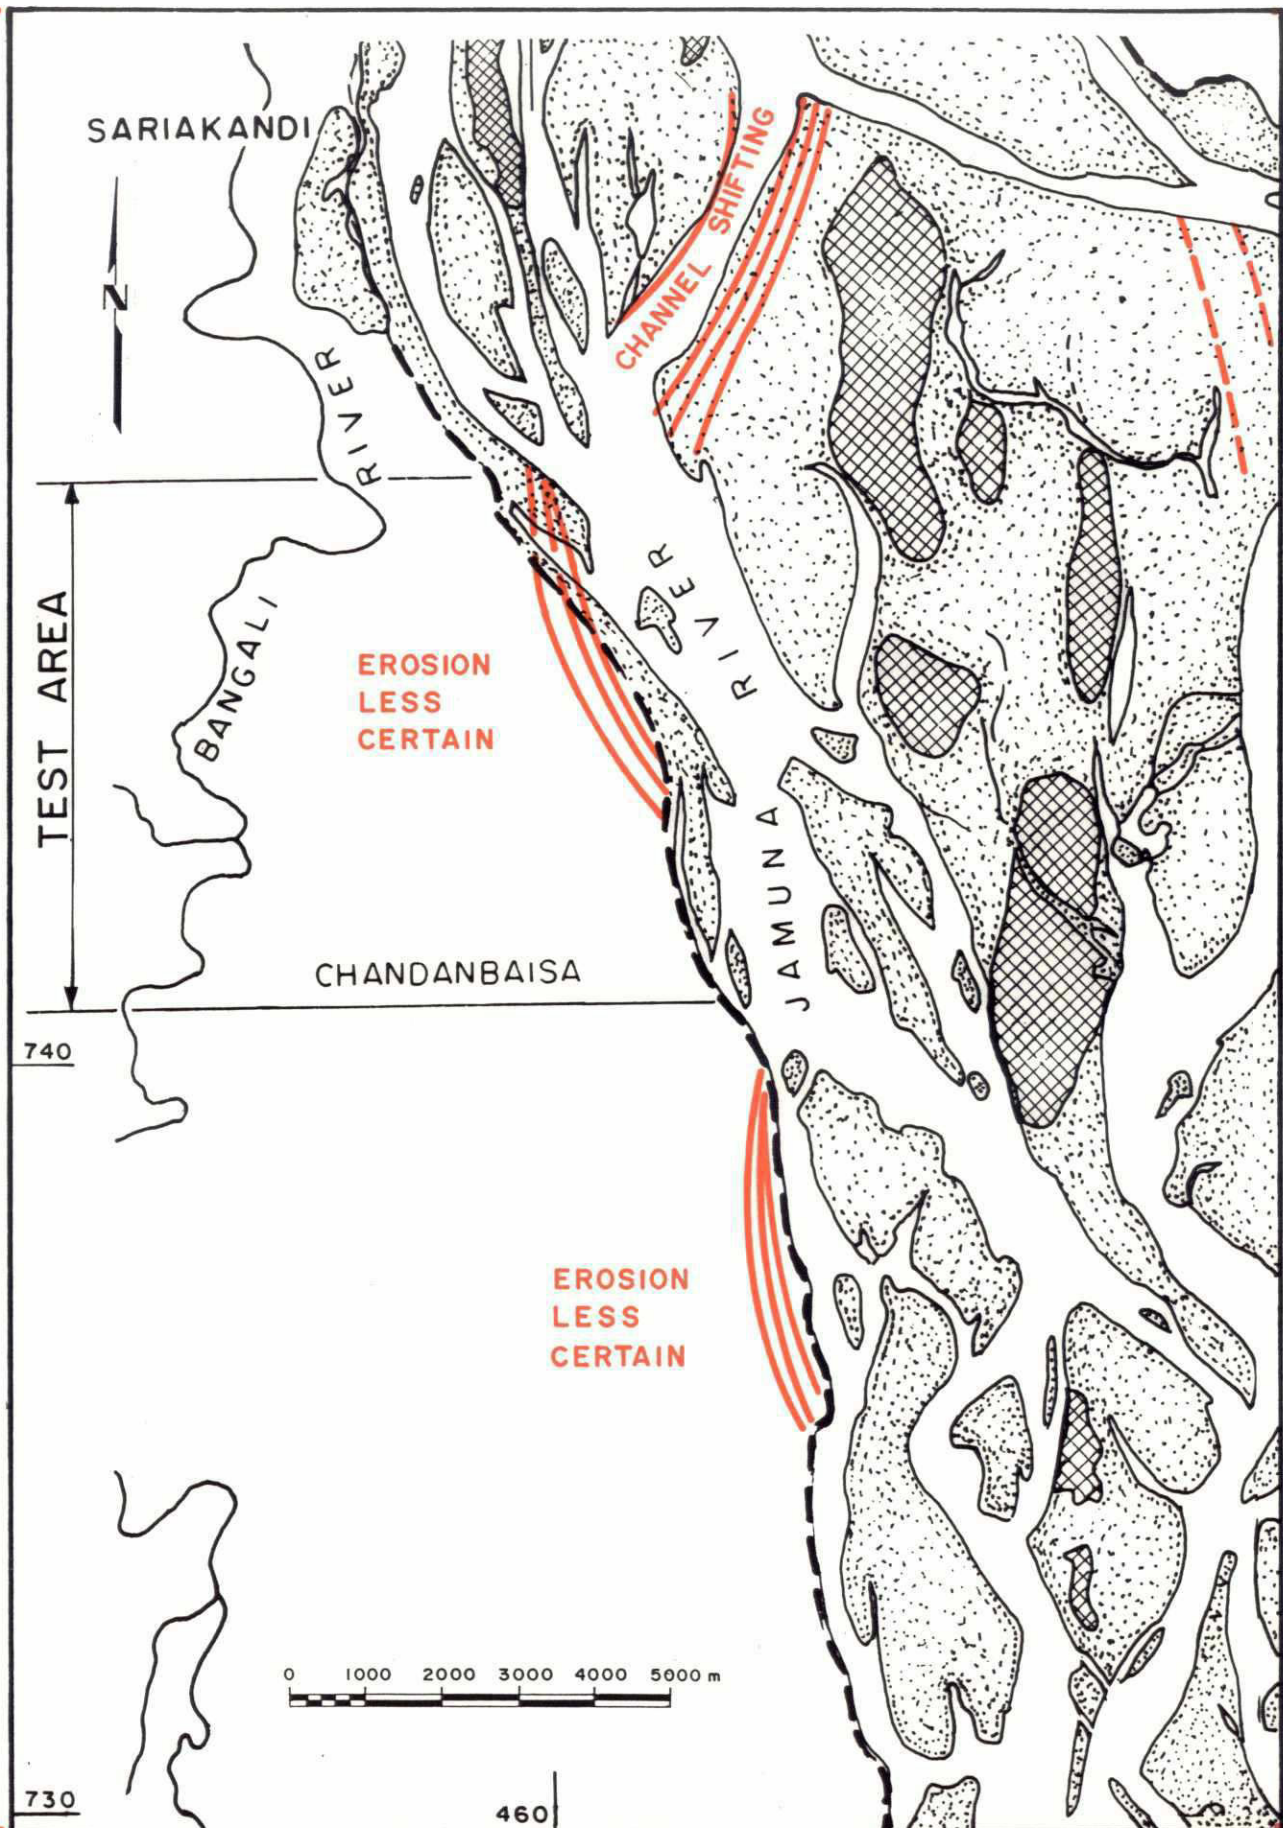 SARIAKANDI
N
CHANNEL SHIFTING
RIVER
BANGALI
TEST AREA
EROSION
LESS
CERTAIN
RIVER
JAMUNA
CHANDANBAISA
740
EROSION
LESS
CERTAIN
0 1000 2000 3000 4000 5000 m
730
460